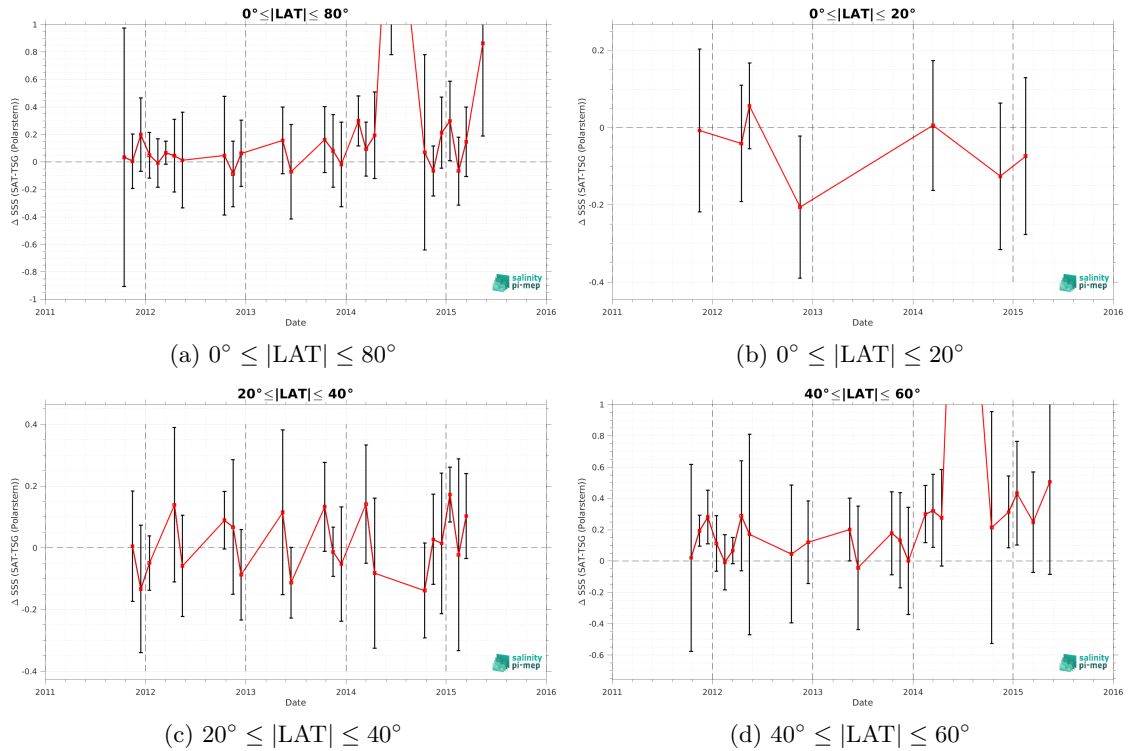 0°≤|LAT|≤ 80°
Δ SSS (SAT-TSG (Polarstern))
1
0.8
0.6
0.4
0.2
0
-0.2
-0.4
-0.6
-0.8
-1
2011 2012 2013 2014 2015 2016
Date
salinity
pi-mep
(a) 0° ≤ |LAT| ≤ 80°
0°≤|LAT|≤ 20°
Δ SSS (SAT-TSG (Polarstern))
0.2
0
-0.2
-0.4
2011 2012 2013 2014 2015 2016
Date
salinity
pi-mep
(b) 0° ≤ |LAT| ≤ 20°
20°≤|LAT|≤ 40°
Δ SSS (SAT-TSG (Polarstern))
0.4
0.2
0
-0.2
-0.4
2011 2012 2013 2014 2015 2016
Date
salinity
pi-mep
(c) 20° ≤ |LAT| ≤ 40°
40°≤|LAT|≤ 60°
Δ SSS (SAT-TSG (Polarstern))
1
0.8
0.6
0.4
0.2
0
-0.2
-0.4
-0.6
2011 2012 2013 2014 2015 2016
Date
salinity
pi-mep
(d) 40° ≤ |LAT| ≤ 60°